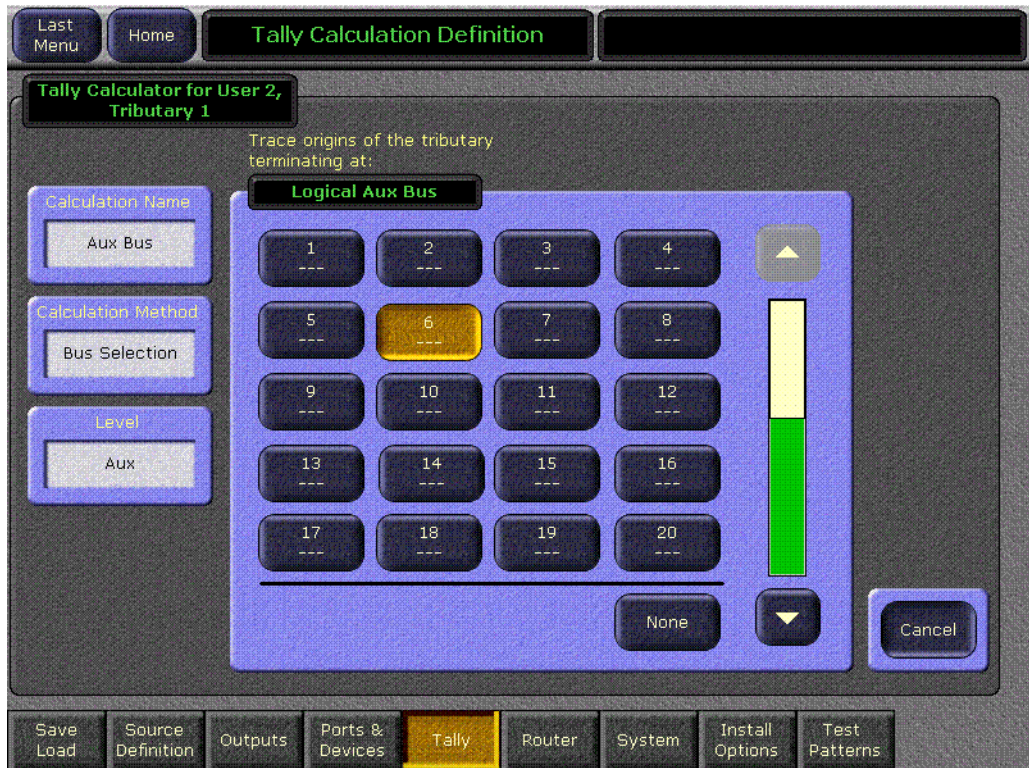 Last
Menu
Home
Tally Calculation Definition
Tally Calculator for User 2,
Tributary 1
Trace origins of the tributary
terminating at:
Logical Aux Bus
Calculation Name
Aux Bus
Calculation Method
Bus Selection
Level
Aux
1
---
2
---
3
---
4
---
5
---
6
---
7
---
8
---
9
---
10
---
11
---
12
---
13
---
14
---
15
---
16
---
17
---
18
---
19
---
20
---
None
Cancel
Save
Load
Source
Definition
Outputs
Ports &
Devices
Tally
Router
System
Install
Options
Test
Patterns